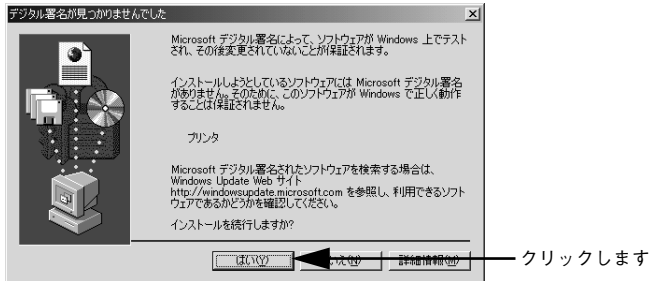 デジタル署名が見つかりませんでした
Microsoft デジタル署名によって、ソフトウェアが Windows 上でテスト
され、その後変更されていないことが保証されます。
インストールしようとしているソフトウェアには Microsoft デジタル署名
がありません。そのために、このソフトウェアが Windows で正しく動作
することは保証されません。
プリンタ
Microsoft デジタル署名されたソフトウェアを検索する場合は、
Windows Update Web サイト
http://windowsupdate.microsoft.com を参照し、利用できるソフト
ウェアであるかどうかを確認してください。
インストールを続行しますか?
はい(Y) いいえ(N) 詳細情報(M)
クリックします